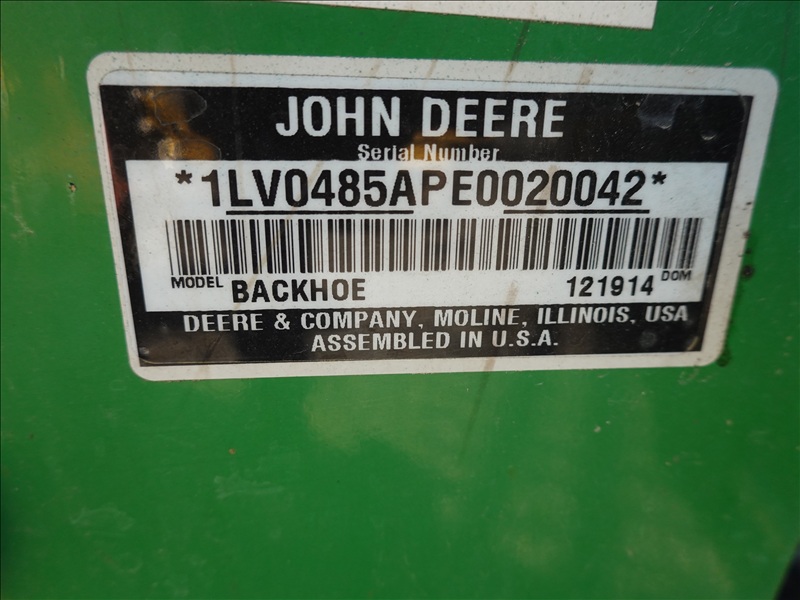 JOHN DEERE
Serial Number
*1LV0485APE0020042*
MODEL BACKHOE 121914 DOM
DEERE & COMPANY, MOLINE, ILLINOIS, USA
ASSEMBLED IN U.S.A.